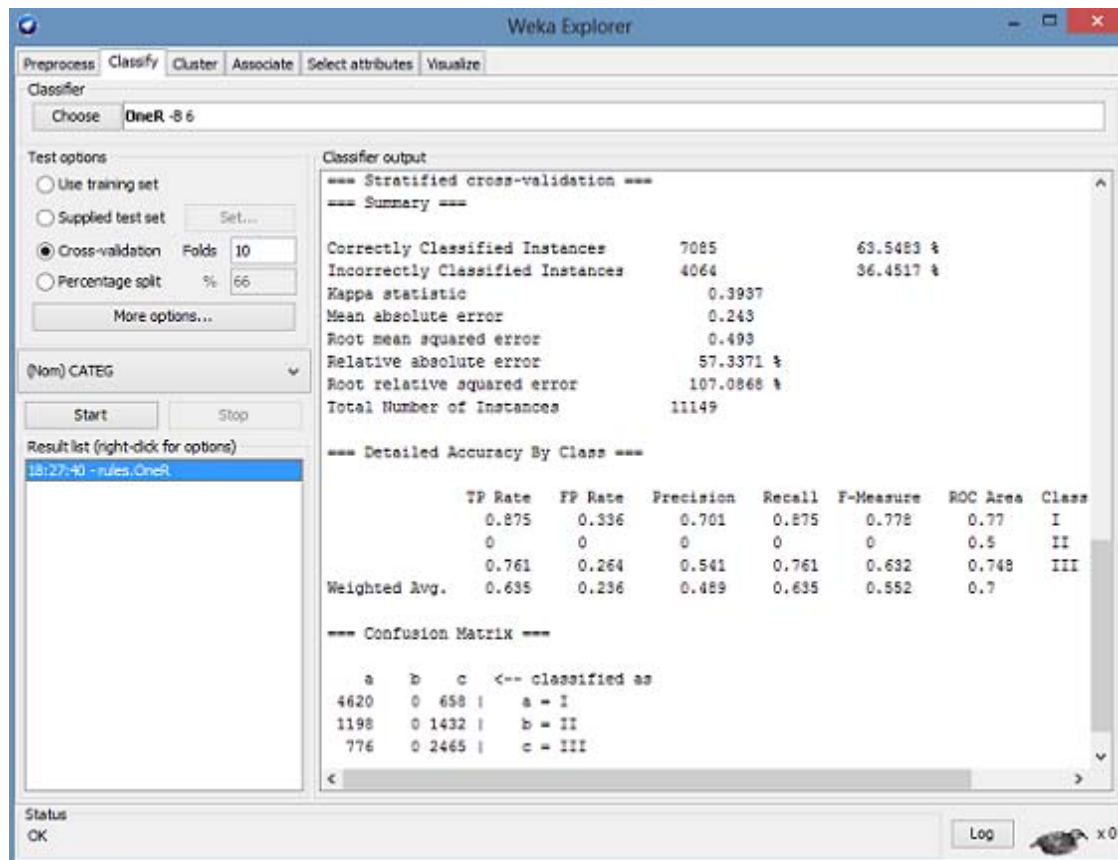 Weka Explorer
Preprocess Classify Cluster Associate Select attributes Visualize
Classifier
Choose OneR -B 6
Test options
Use training set
Supplied test set Set...
Cross-validation Folds 10
Percentage split % 66
More options...
(Nom) CATEG
Start Stop
Result list (right-click for options)
18:27:40 - rules.OneR
Classifier output
=== Stratified cross-validation ===
=== Summary ===
Correctly Classified Instances 7085 63.5483 %
Incorrectly Classified Instances 4064 36.4517 %
Kappa statistic 0.3937
Mean absolute error 0.243
Root mean squared error 0.493
Relative absolute error 57.3371 %
Root relative squared error 107.0868 %
Total Number of Instances 11149
=== Detailed Accuracy By Class ===
TP Rate FP Rate Precision Recall F-Measure ROC Area Class
0.875 0.336 0.701 0.875 0.778 0.77 I
0 0 0 0 0 0.5 II
0.761 0.264 0.541 0.761 0.632 0.748 III
Weighted Avg. 0.635 0.236 0.489 0.635 0.552 0.7
=== Confusion Matrix ===
a b c <-- classified as
4620 0 658 | a = I
1198 0 1432 | b = II
776 0 2465 | c = III
Status
OK
Log x 0